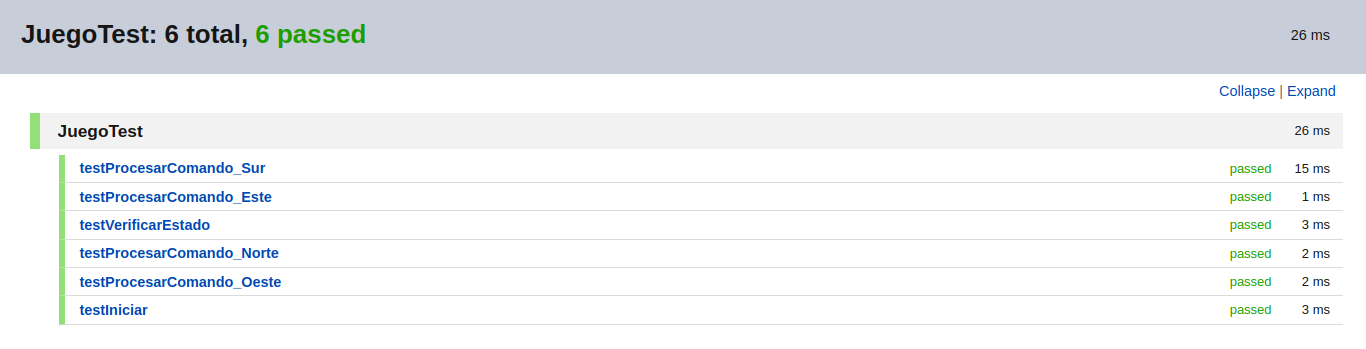 JuegoTest: 6 total, 6 passed 26 ms
Collapse | Expand
JuegoTest 26 ms
testProcesarComando_Sur passed 15 ms
testProcesarComando_Este passed 1 ms
testVerificarEstado passed 3 ms
testProcesarComando_Norte passed 2 ms
testProcesarComando_Oeste passed 2 ms
testIniciar passed 3 ms